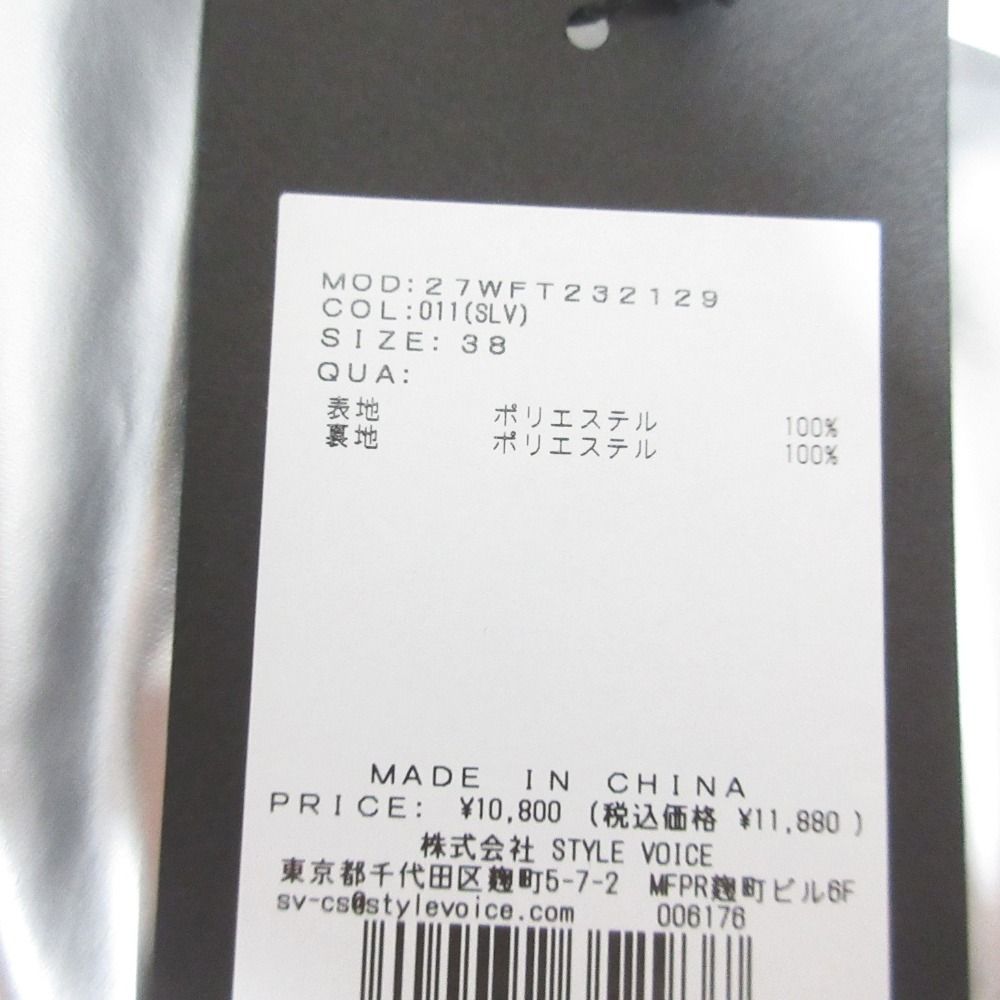 MOD:27WFT232129
COL:011(SLV)
SIZE: 38
QUA:
表地 ポリエステル 100%
裏地 ポリエステル 100%
MADE IN CHINA
PRICE: ¥10,800 (税込価格 ¥11,880 )
株式会社 STYLE VOICE
東京都千代田区麹町5-7-2 MFPR麹町ビル6F
sv-cs@stylevoice.com 006176